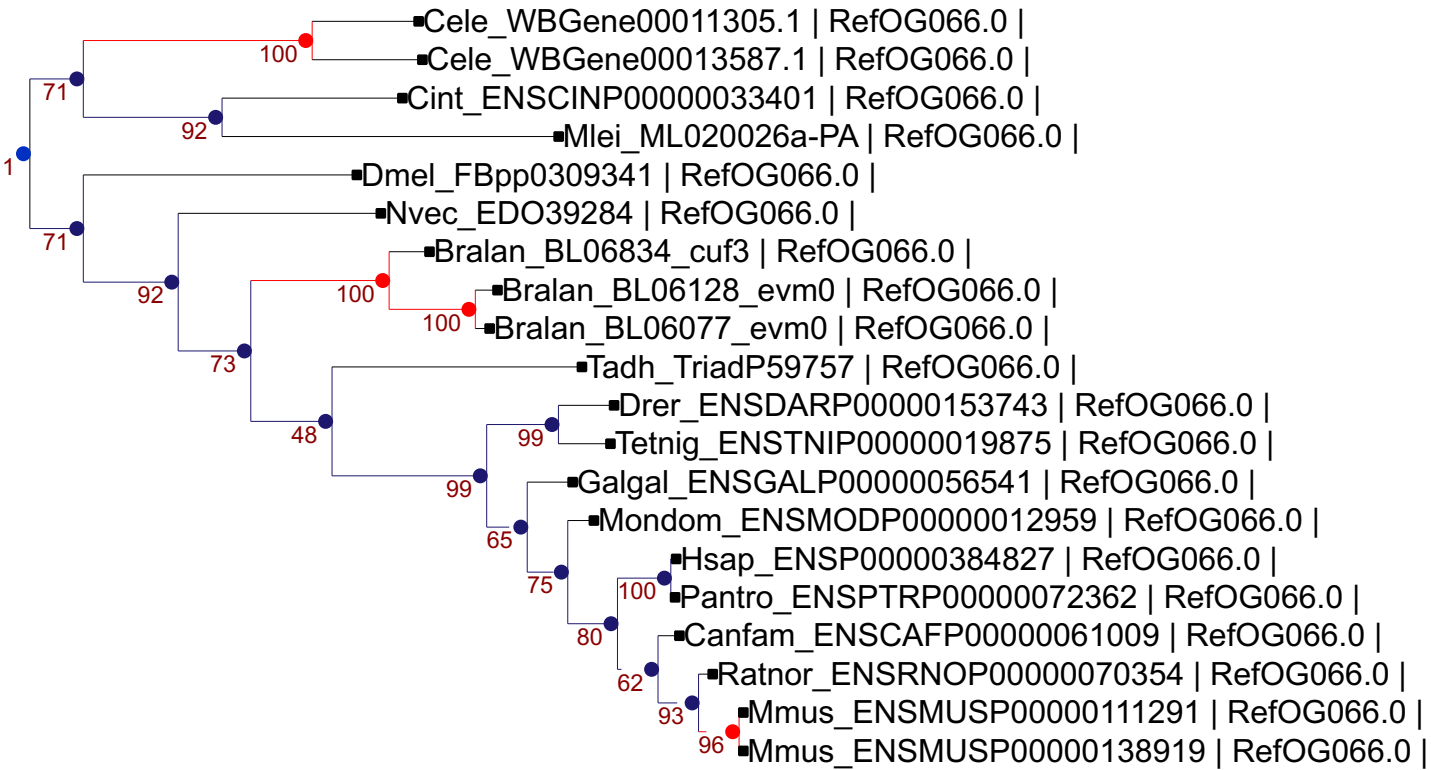 Cele_WBGene00011305.1 | RefOG066.0 |
100
Cele_WBGene00013587.1 | RefOG066.0 |
71
Cint_ENSCINP00000033401 | RefOG066.0 |
92
Mlei_ML020026a-PA | RefOG066.0 |
1
Dmel_FBpp0309341 | RefOG066.0 |
Nvec_EDO39284 | RefOG066.0 |
71
Bralan_BL06834_cuf3 | RefOG066.0 |
92
Bralan_BL06128_evm0 | RefOG066.0 |
100
100
Bralan_BL06077_evm0 | RefOG066.0 |
73
Tadh_TriadP59757 | RefOG066.0 |
Drer_ENSDARP00000153743 | RefOG066.0 |
48
99
Tetnig_ENSTNIP00000019875 | RefOG066.0 |
99
Galgal_ENSGALP00000056541 | RefOG066.0 |
Mondom_ENSMODP00000012959 | RefOG066.0 |
65
Hsap_ENSP00000384827 | RefOG066.0 |
75
100
Pantro_ENSPTRP00000072362 | RefOG066.0 |
80
Canfam_ENSCAFP00000061009 | RefOG066.0 |
62
Ratnor_ENSRNOP00000070354 | RefOG066.0 |
93
Mmus_ENSMUSP00000111291 | RefOG066.0 |
96
Mmus_ENSMUSP00000138919 | RefOG066.0 |